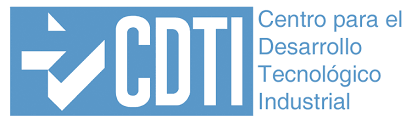 CDTI
Centro para el
Desarrollo
Tecnológico
Industrial